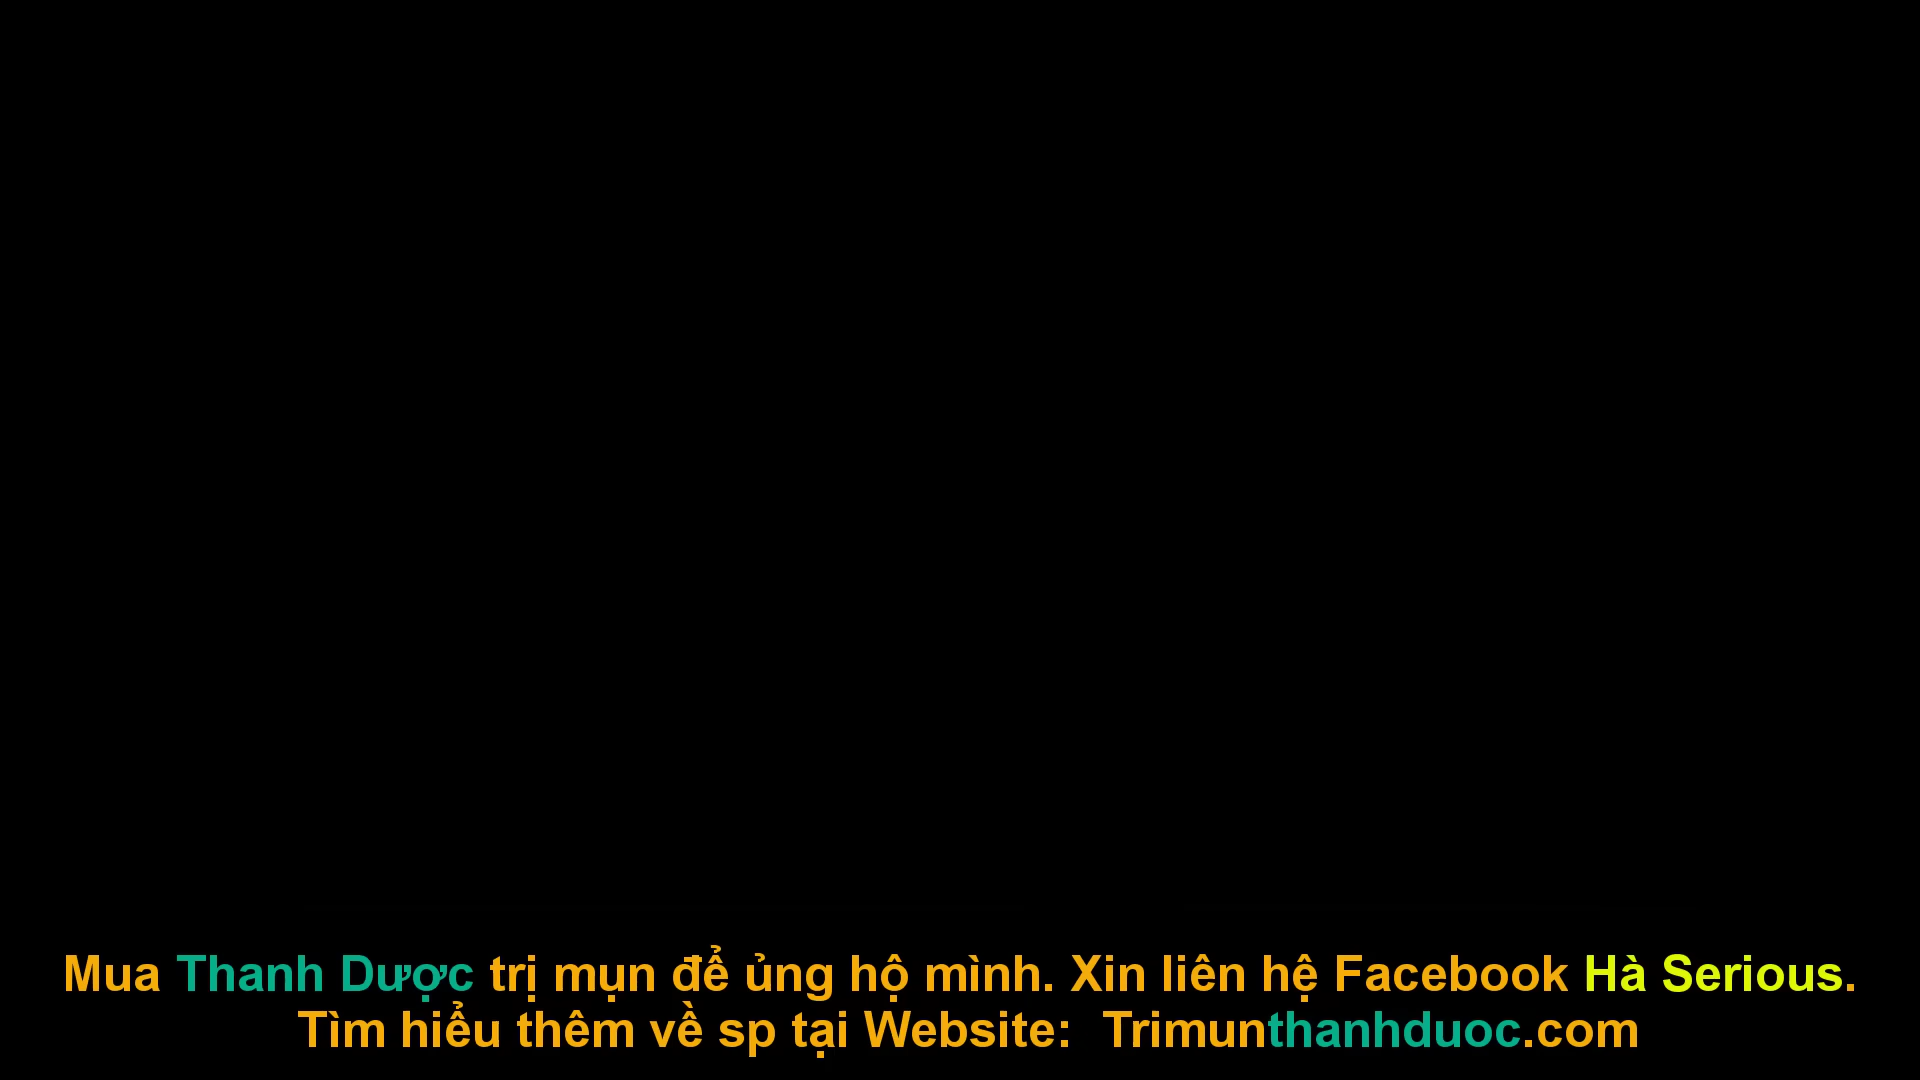 Mua Thanh Dược trị mụn để ủng hộ mình. Xin liên hệ Facebook Hà Serious.
Tìm hiểu thêm về sp tại Website:  Trimunthanhduoc.com